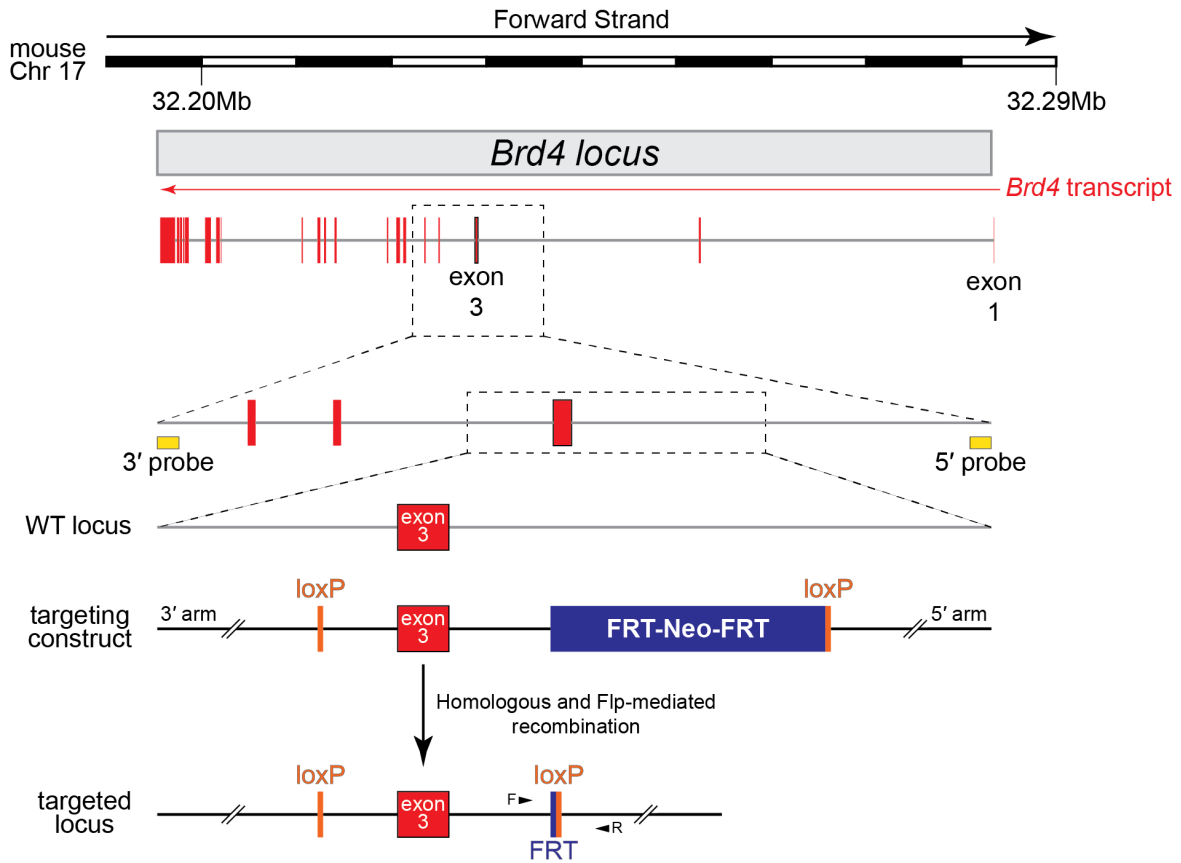 Forward Strand
mouse
Chr 17
32.20Mb
32.29Mb
Brd4 locus
Brd4 transcript
exon
3
exon
1
3′ probe
5′ probe
WT locus
exon
3
loxP
loxP
targeting
construct
3′ arm
exon
3
FRT-Neo-FRT
5′ arm
Homologous and Flp-mediated
recombination
loxP
loxP
targeted
locus
exon
3
F
R
FRT